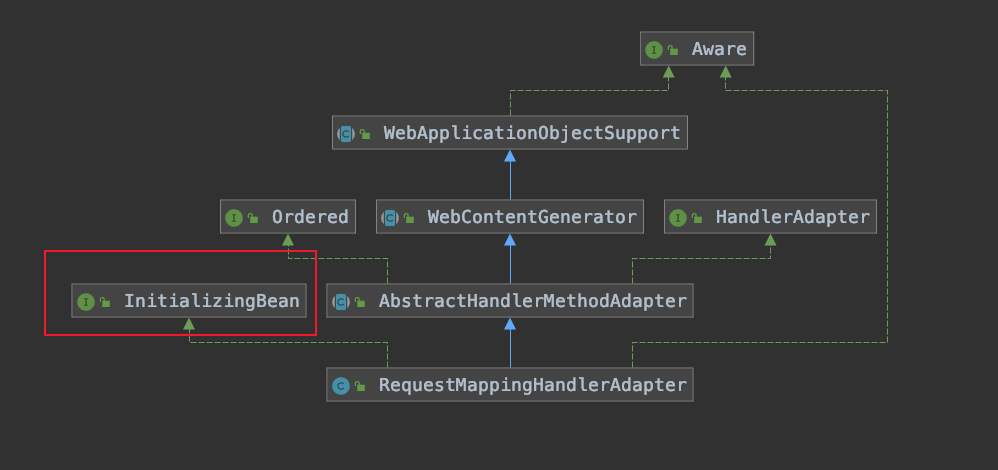 Aware
WebApplicationObjectSupport
Ordered
WebContentGenerator
HandlerAdapter
InitializingBean
AbstractHandlerMethodAdapter
RequestMappingHandlerAdapter